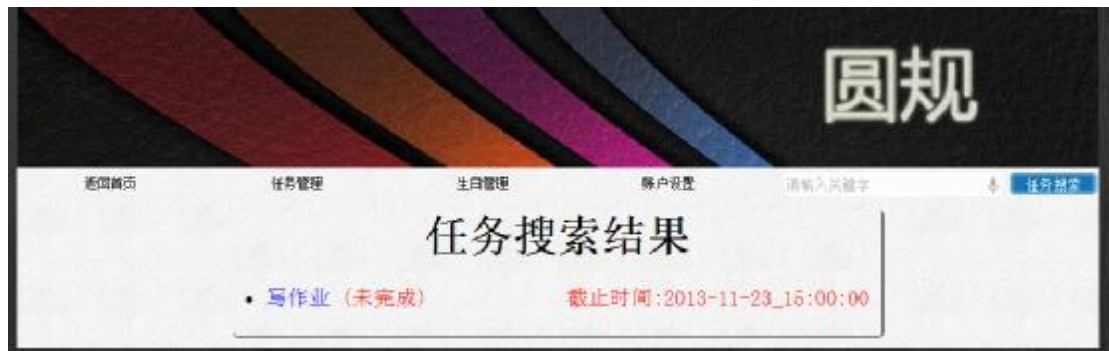 圆规
返回首页 任务管理 生日管理 账户设置 请输入关键字 任务搜索
任务搜索结果
• 写作业（未完成） 截止时间:2013-11-23_15:00:00